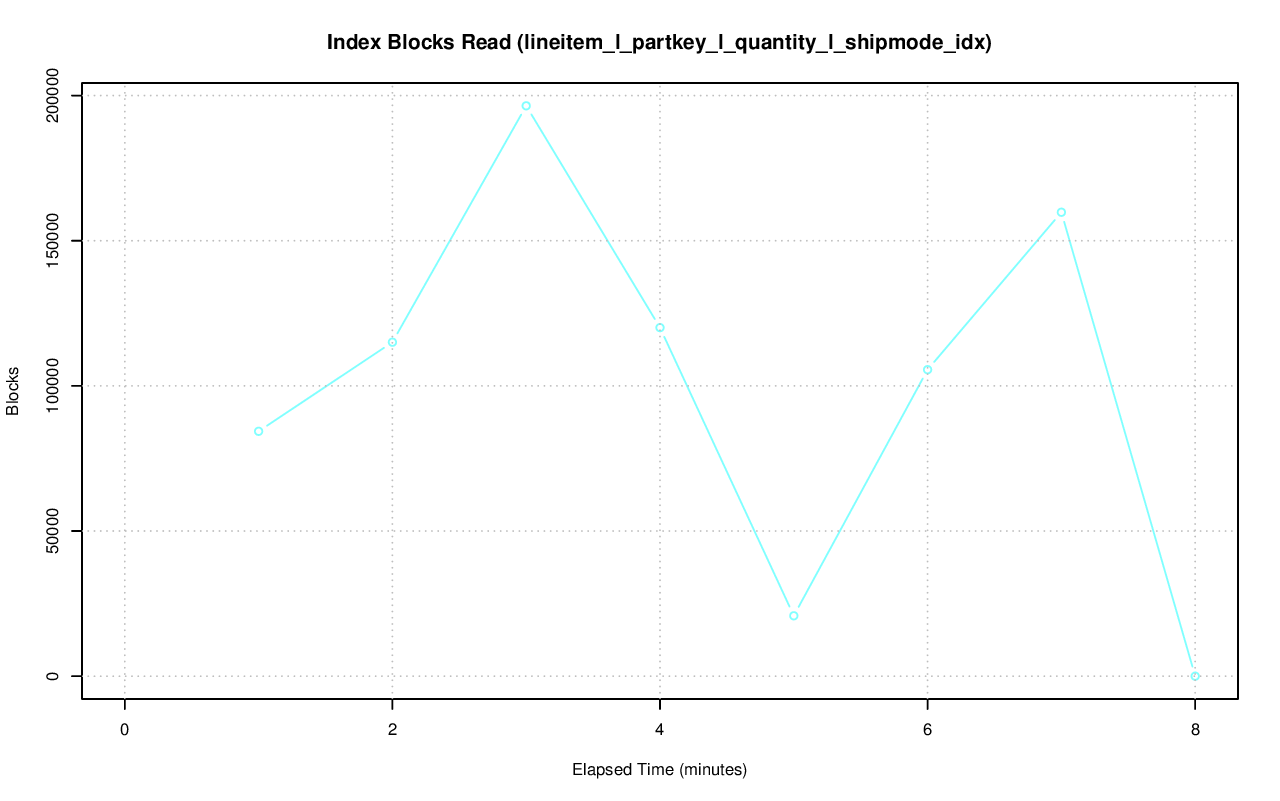 Index Blocks Read (lineitem_l_partkey_l_quantity_l_shipmode_idx)
Blocks
200000
150000
100000
50000
0
0 2 4 6 8
Elapsed Time (minutes)